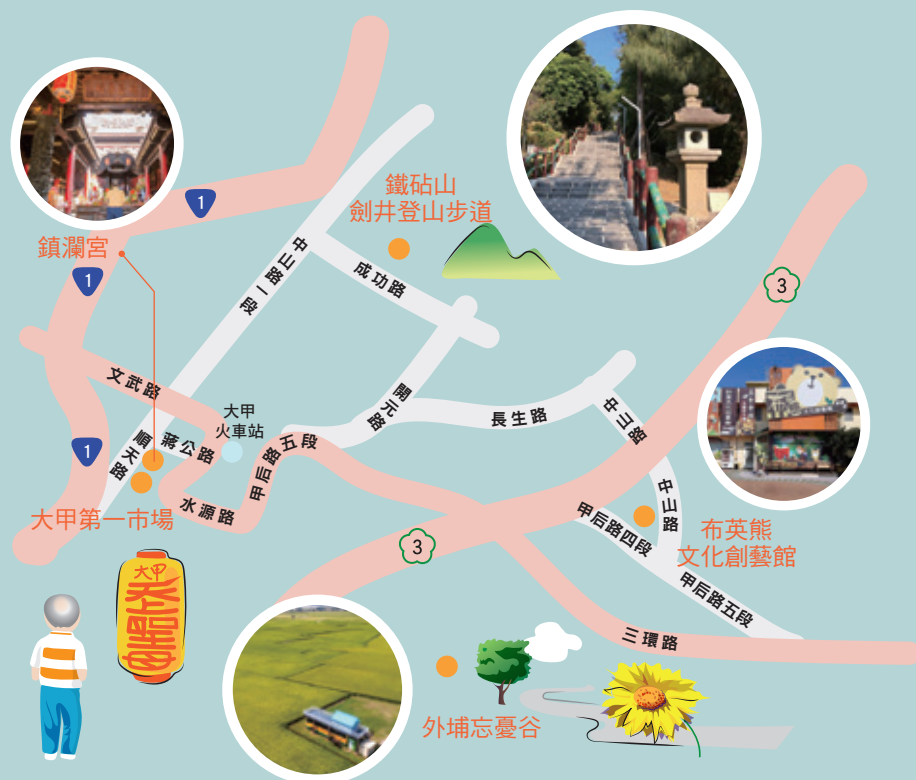 1
鐵砧山
劍井登山步道
鎮瀾宮
1
3
中山路一段
成功路
文武路
大甲
火車站
開元路
長生路
中山路
1
順天路
蔣公路
甲后路五段
中山路
水源路
大甲第一市場
3
甲后路四段
布英熊
文化創藝館
甲后路五段
大甲
三環路
外埔忘憂谷